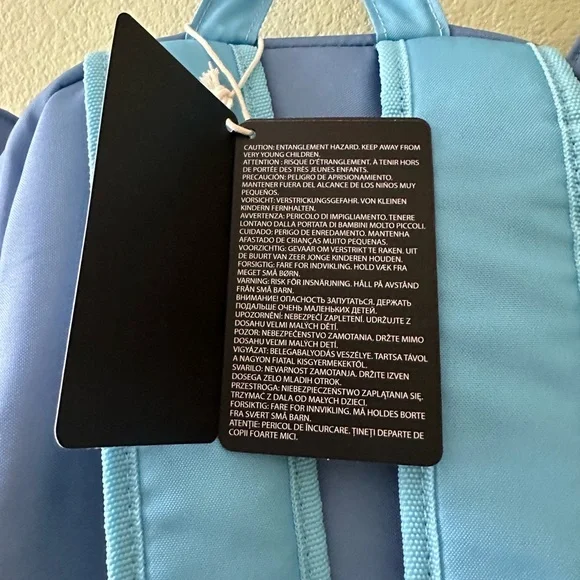 CAUTION: ENTANGLEMENT HAZARD. KEEP AWAY FROM
VERY YOUNG CHILDREN.
ATTENTION : RISQUE D'ÉTRANGLEMENT. À TENIR HORS
DE PORTÉE DES TRÈS JEUNES ENFANTS.
PRECAUCIÓN: PELIGRO DE APRISIONAMIENTO.
MANTENER FUERA DEL ALCANCE DE LOS NIÑOS MUY
PEQUEÑOS.
VORSICHT: VERSTRICKUNGSGEFAHR. VON KLEINEN
KINDERN FERNHALTEN.
AVVERTENZA: PERICOLO DI IMPIGLIAMENTO. TENERE
LONTANO DALLA PORTATA DI BAMBINI MOLTO PICCOLI.
CUIDADO: PERIGO DE ENREDAMENTO. MANTENHA
AFASTADO DE CRIANÇAS MUITO PEQUENAS.
VOORZICHTIG: GEVAAR OM VERSTRIKT TE RAKEN. UIT
DE BUURT VAN ZEER JONGE KINDEREN HOUDEN.
FORSIGTIG: FARE FOR INDVIKLING. HOLD VÆK FRA
MEGET SMÅ BØRN.
VARNING: RISK FÖR INSNÄRJNING. HÅLL PÅ AVSTÅND
FRÅN SMÅ BARN.
ВНИМАНИЕ! ОПАСНОСТЬ ЗАПУТАТЬСЯ. ДЕРЖАТЬ
ПОДАЛЬШЕ ОЧЕНЬ МАЛЕНЬКИХ ДЕТЕЙ.
UPOZORNĚNÍ: NEBEZPEČÍ ZAPLETENÍ. UDRŽUJTE Z
DOSAHU VELMI MALÝCH DĚTÍ.
POZOR: NEBEZPEČENSTVO ZAMOTANIA. DRŽTE MIMO
DOSAHU VEĽMI MALÝCH DETÍ.
VIGYÁZAT: BELEGABALYODÁS VESZÉLYE. TARTSA TÁVOL
A NAGYON FIATAL KISGYERMEKEKTŐL.
SVARILO: NEVARNOST ZAMOTANJA. DRŽITE IZVEN
DOSEGA ZELO MLADIH OTROK.
PRZESTROGA: NIEBEZPIECZEŃSTWO ZAPLĄTANIA SIĘ.
TRZYMAĆ Z DALA OD MAŁYCH DZIECI.
FORSIKTIG: FARE FOR INNVIKLING. MÅ HOLDES BORTE
FRA SVÆRT SMÅ BARN.
ATENȚIE: PERICOL DE ÎNCURCARE. ȚINEȚI DEPARTE DE
COPII FOARTE MICI.